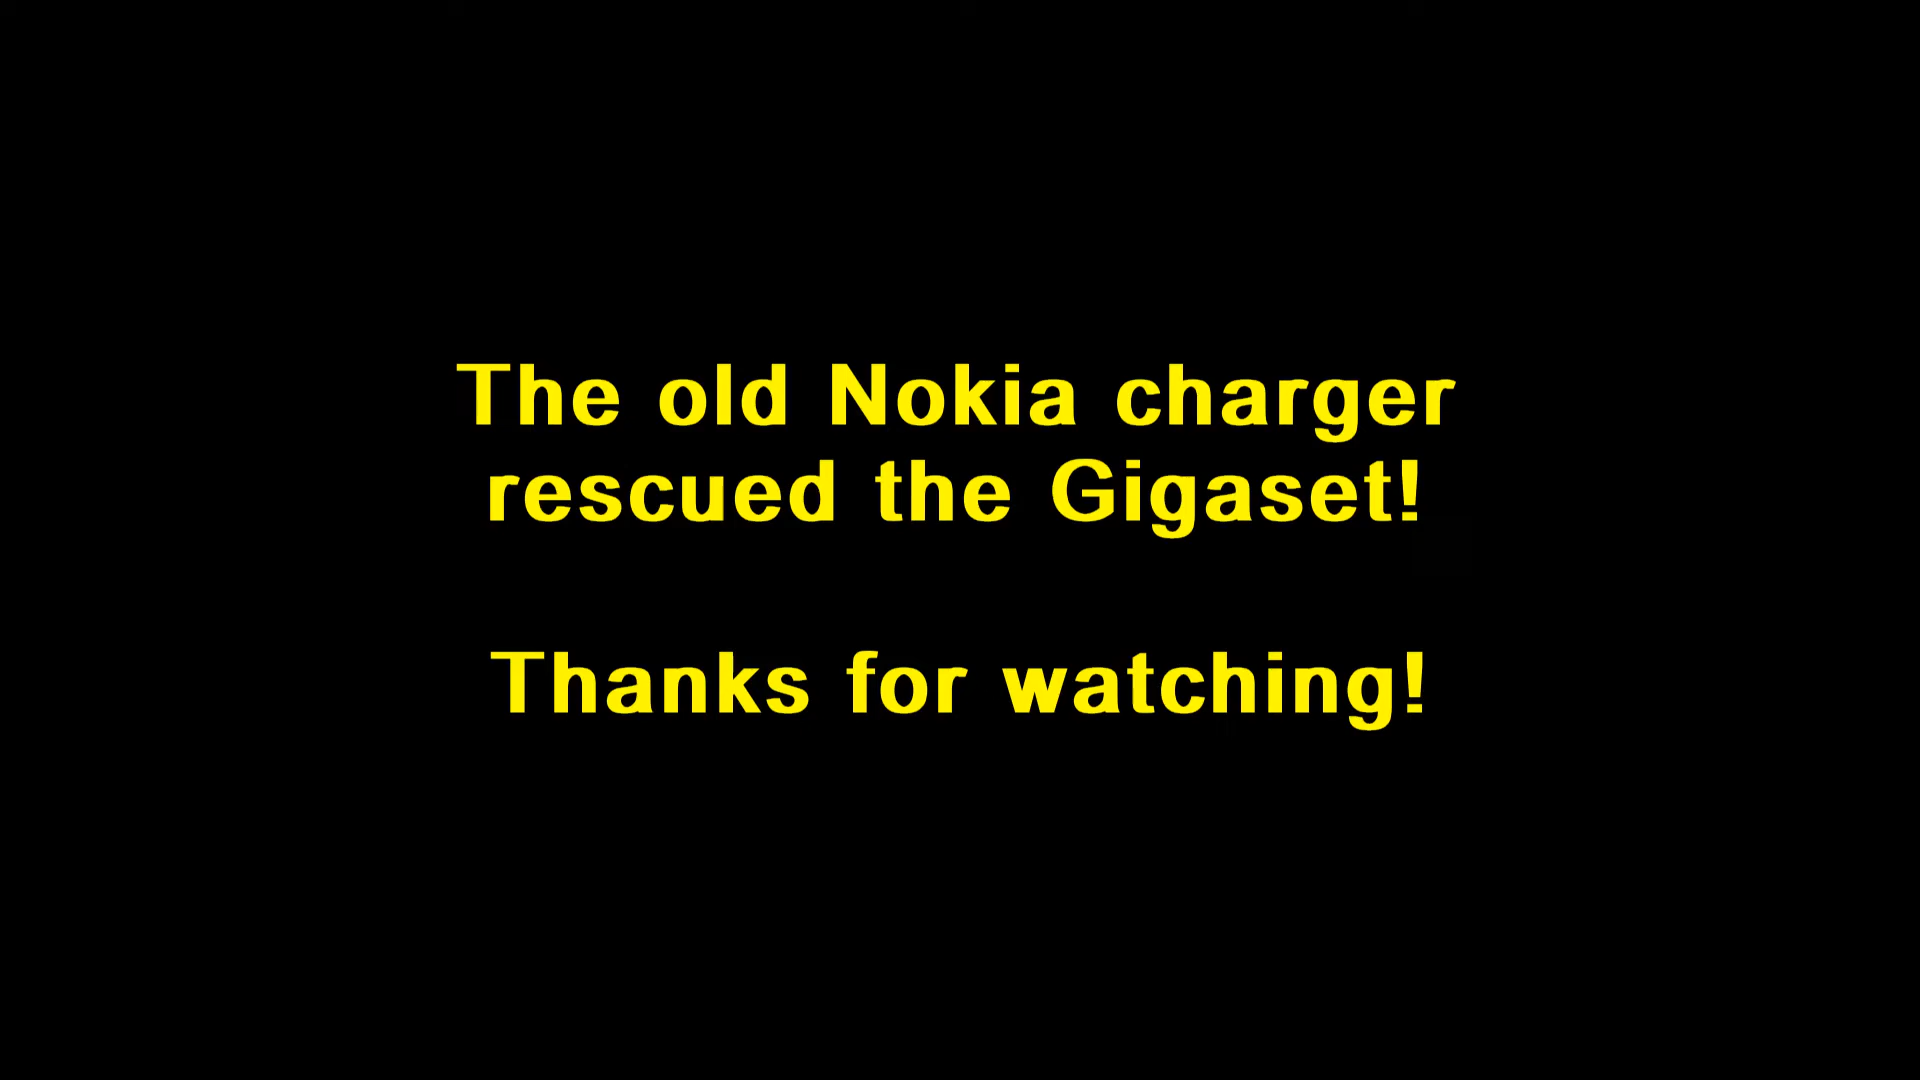 The old Nokia charger
rescued the Gigaset!
Thanks for watching!